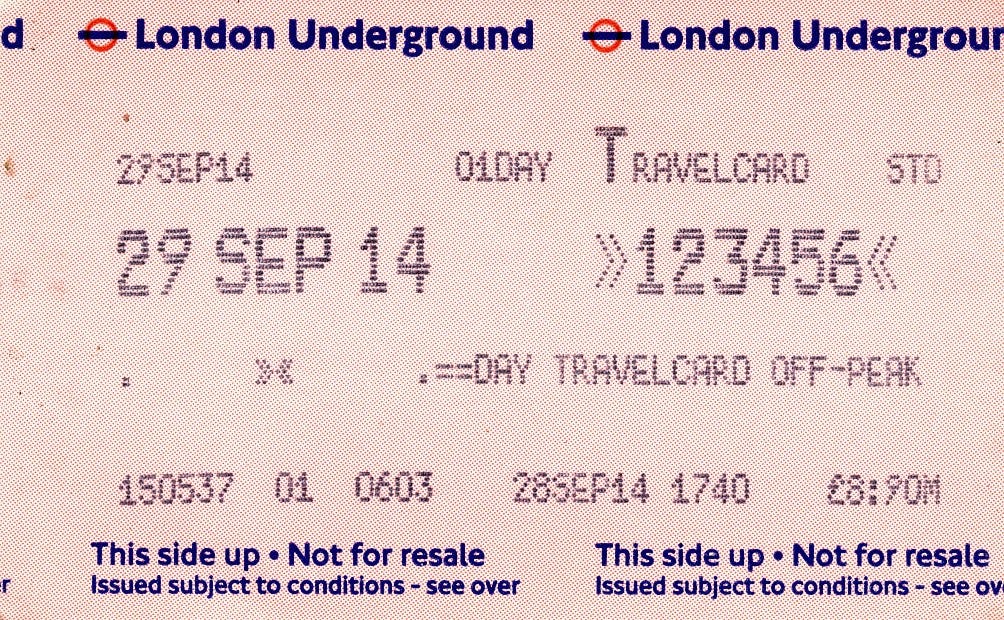 d London Underground London Undergroun
29SEP14 01DAY TRAVELCARD STD
29 SEP 14 »123456«
. »« .==DAY TRAVELCARD OFF-PEAK
150537 01 0603 28SEP14 1740 £8:90M
This side up • Not for resale This side up • Not for resale
r Issued subject to conditions - see over Issued subject to conditions - see ov